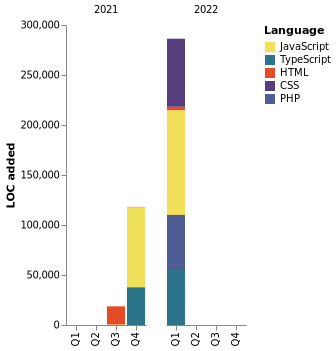 2021 2022
Language
JavaScript
TypeScript
HTML
CSS
PHP
LOC added
300,000
250,000
200,000
150,000
100,000
50,000
0
Q1 Q2 Q3 Q4 Q1 Q2 Q3 Q4